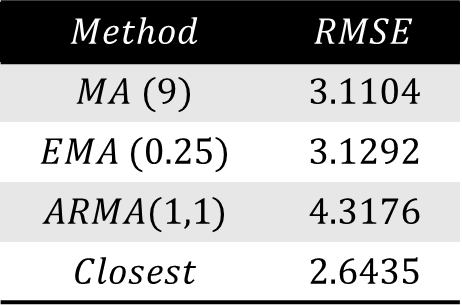 Method RMSE
MA (9) 3.1104
EMA (0.25) 3.1292
ARMA(1,1) 4.3176
Closest 2.6435